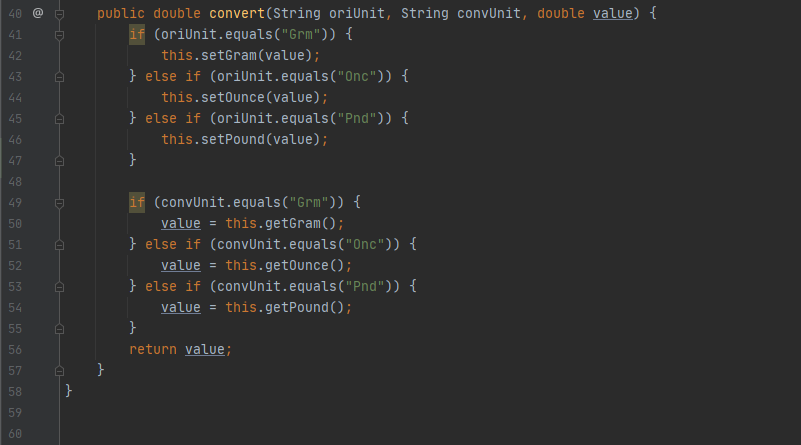 40 @ public double convert(String oriUnit, String convUnit, double value) {
41 if (oriUnit.equals("Grm")) {
42 this.setGram(value);
43 } else if (oriUnit.equals("Onc")) {
44 this.setOunce(value);
45 } else if (oriUnit.equals("Pnd")) {
46 this.setPound(value);
47 }
48
49 if (convUnit.equals("Grm")) {
50 value = this.getGram();
51 } else if (convUnit.equals("Onc")) {
52 value = this.getOunce();
53 } else if (convUnit.equals("Pnd")) {
54 value = this.getPound();
55 }
56 return value;
57 }
58 }
59
60